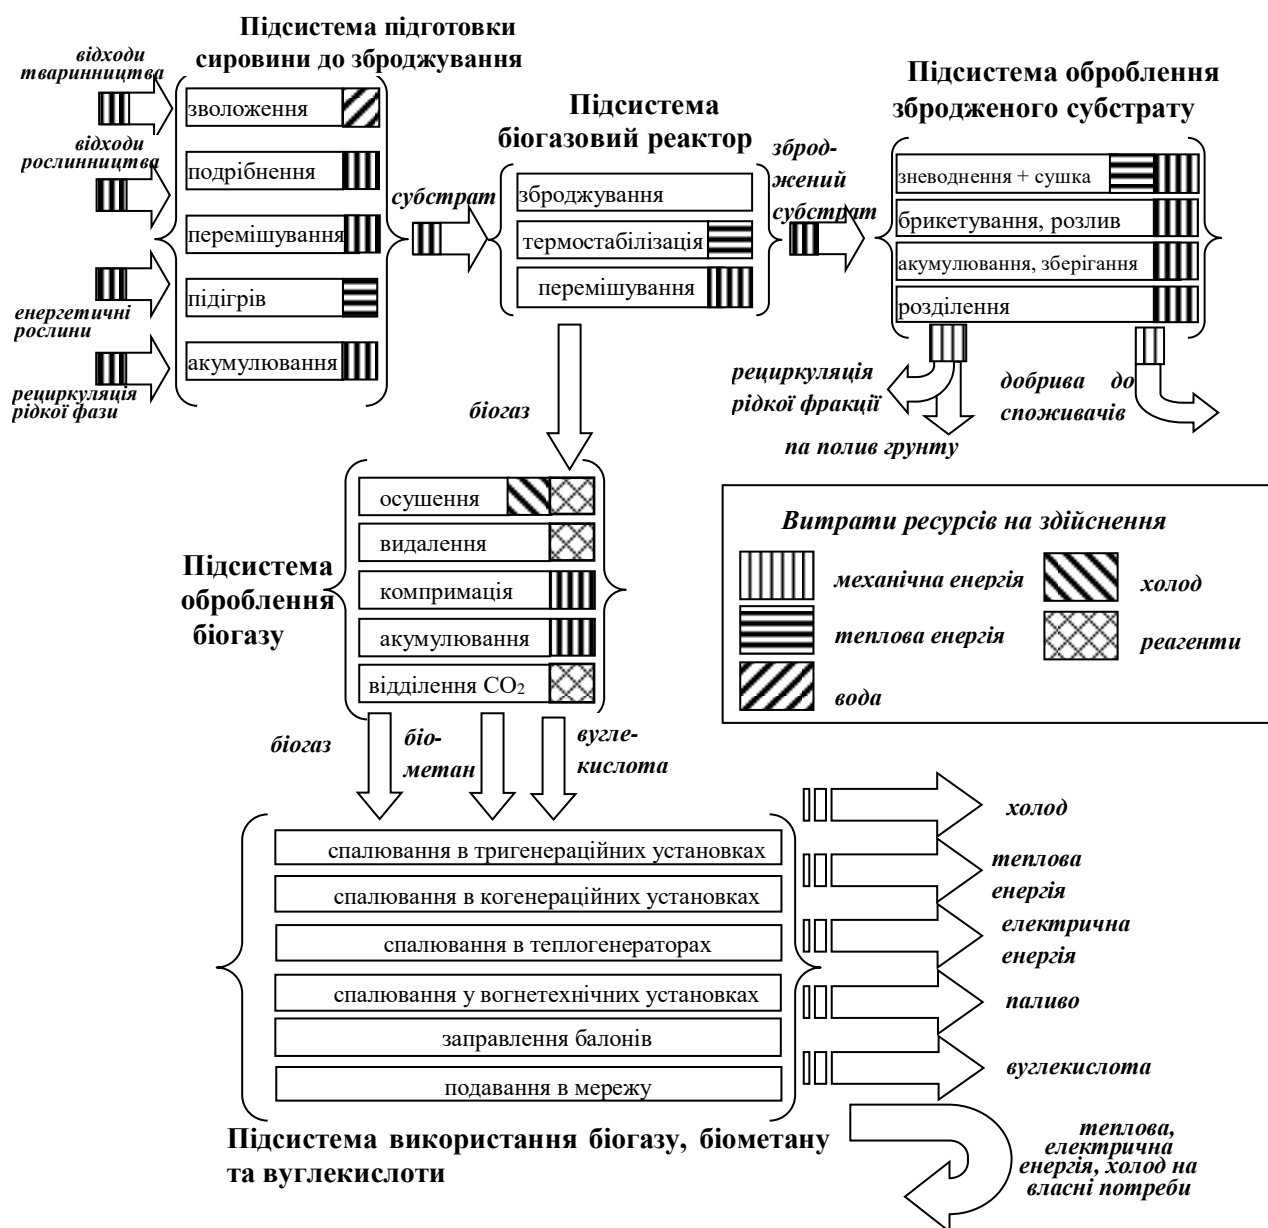 Підсистема підготовки
сировини до зброджування
відходи
тваринництва
відходи
рослинництва
енергетичні
рослини
рециркуляція
рідкої фази
зволоження
подрібнення
перемішування
підігрів
акумулювання
субстрат
Підсистема
біогазовий реактор
зброджування
термостабілізація
перемішування
зброд-
жений
субстрат
Підсистема оброблення
збродженого субстрату
зневоднення + сушка
брикетування, розлив
акумулювання, зберігання
розділення
рециркуляція
рідкої фракції
па полив грунту
добрива до
споживачів
біогаз
Підсистема
оброблення
біогазу
осушення
видалення
компримація
акумулювання
відділення СО₂
Витрати ресурсів на здійснення
механічна енергія
теплова енергія
вода
холод
реагенти
біогаз
біо-
метан
вугле-
кислота
спалювання в тригенераційних установках
спалювання в когенераційних установках
спалювання в теплогенераторах
спалювання у вогнетехнічних установках
заправлення балонів
подавання в мережу
холод
теплова
енергія
електрична
енергія
паливо
вуглекислота
теплова,
електрична
енергія, холод на
власні потреби
Підсистема використання біогазу, біометану
та вуглекислоти